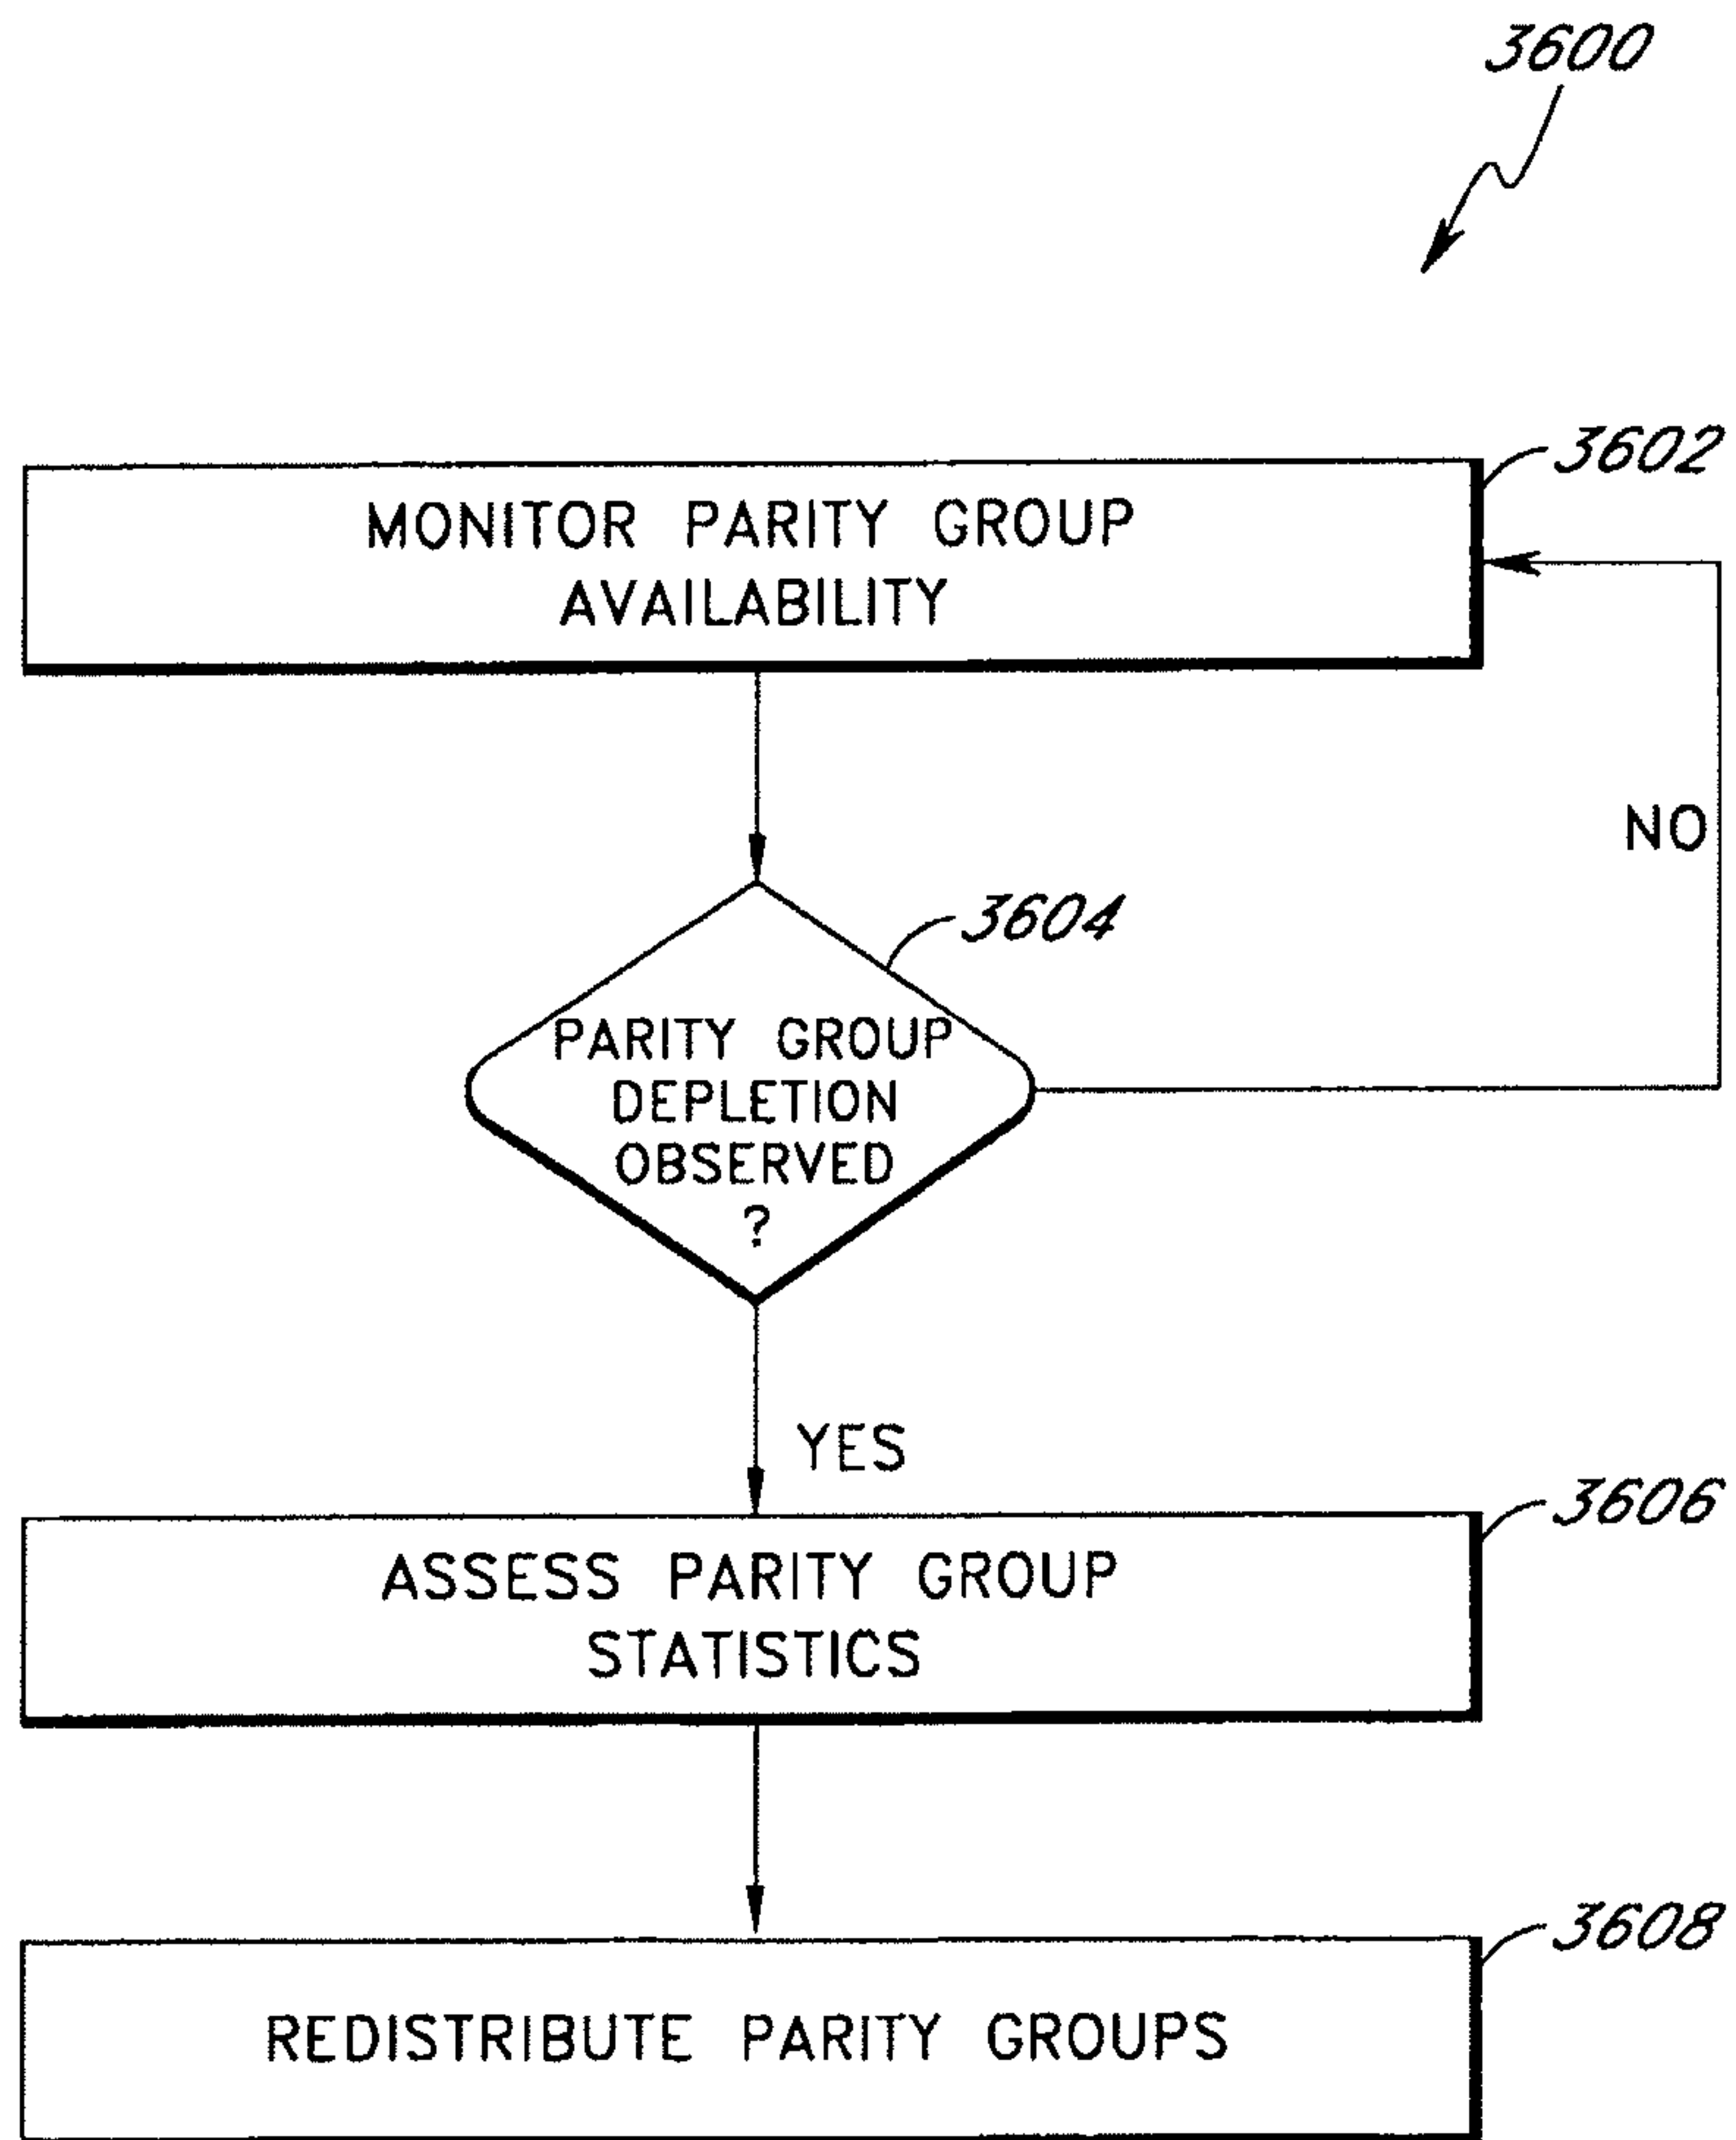 3600
3602
MONITOR PARITY GROUP
AVAILABILITY
NO
3604
PARITY GROUP
DEPLETION
OBSERVED
?
YES
3606
ASSESS PARITY GROUP
STATISTICS
3608
REDISTRIBUTE PARITY GROUPS